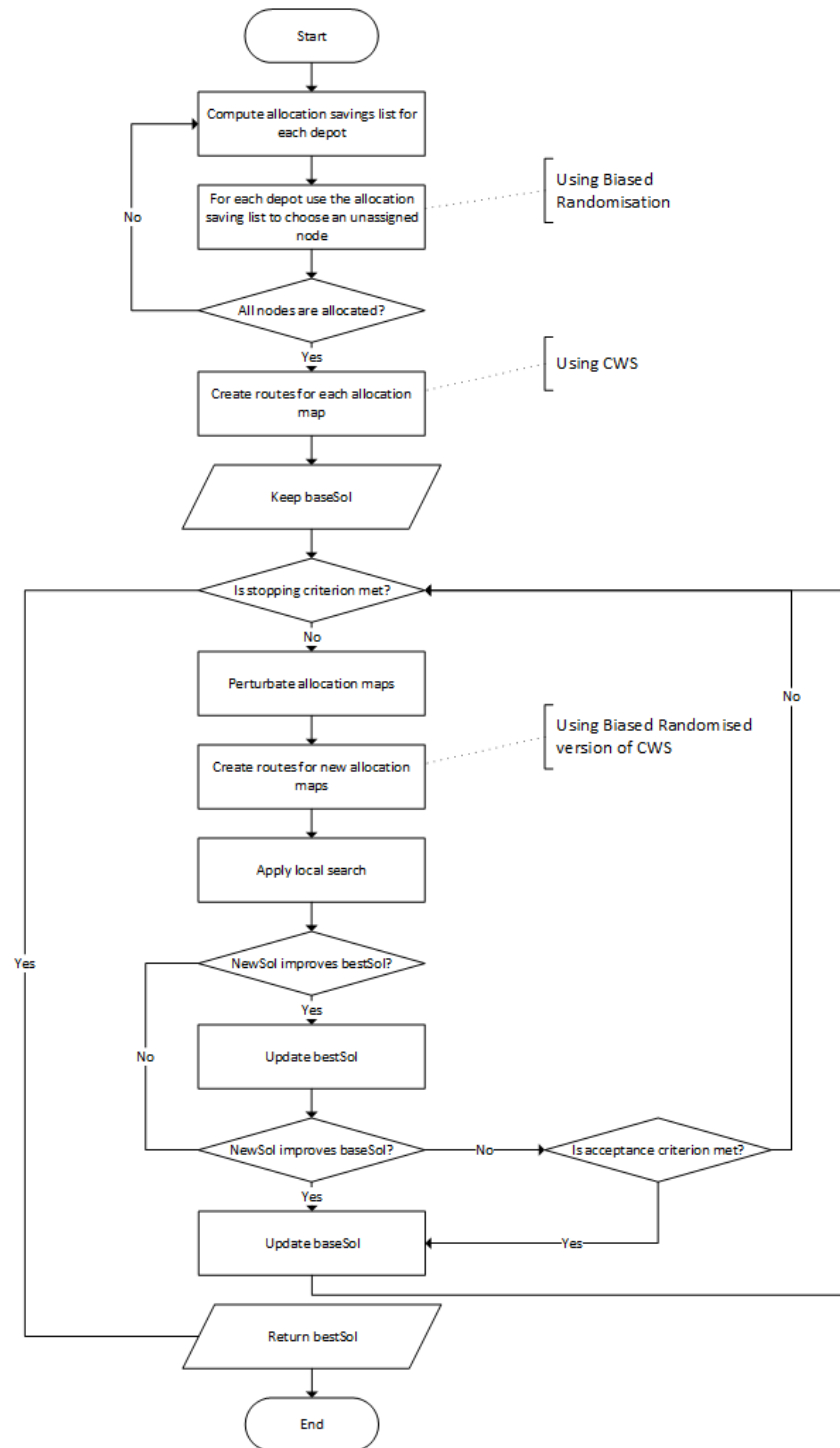 Start
Compute allocation savings list for
each depot
No
For each depot use the allocation
saving list to choose an unassigned
node
Using Biased
Randomisation
All nodes are allocated?
Yes
Using CWS
Create routes for each allocation
map
Keep baseSol
Is stopping criterion met?
No
Perturbate allocation maps
No
Using Biased Randomised
version of CWS
Create routes for new allocation
maps
Apply local search
Yes
NewSol improves bestSol?
Yes
No
Update bestSol
NewSol improves baseSol?
No
Is acceptance criterion met?
Yes
Update baseSol
Yes
Return bestSol
End